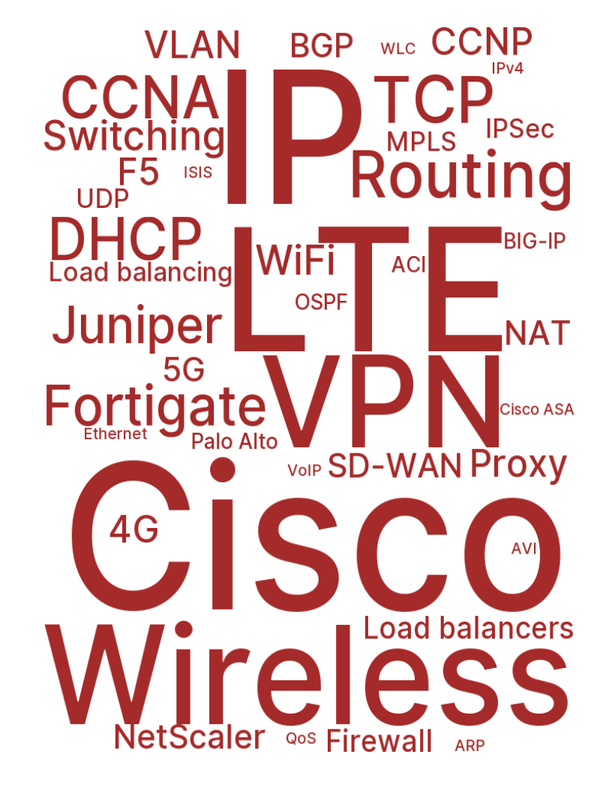 VLAN
BGP
WLC
CCNP
IPv4
CCNA
IP
TCP
IPSec
Switching
MPLS
F5
ISIS
Routing
UDP
DHCP
LTE
WiFi
ACI
BIG-IP
Load balancing
OSPF
Juniper
NAT
5G
VPN
Fortigate
Cisco ASA
Ethernet
Palo Alto
VoIP
SD-WAN
Proxy
Cisco
4G
AVI
Load balancers
Wireless
NetScaler
QoS
Firewall
ARP